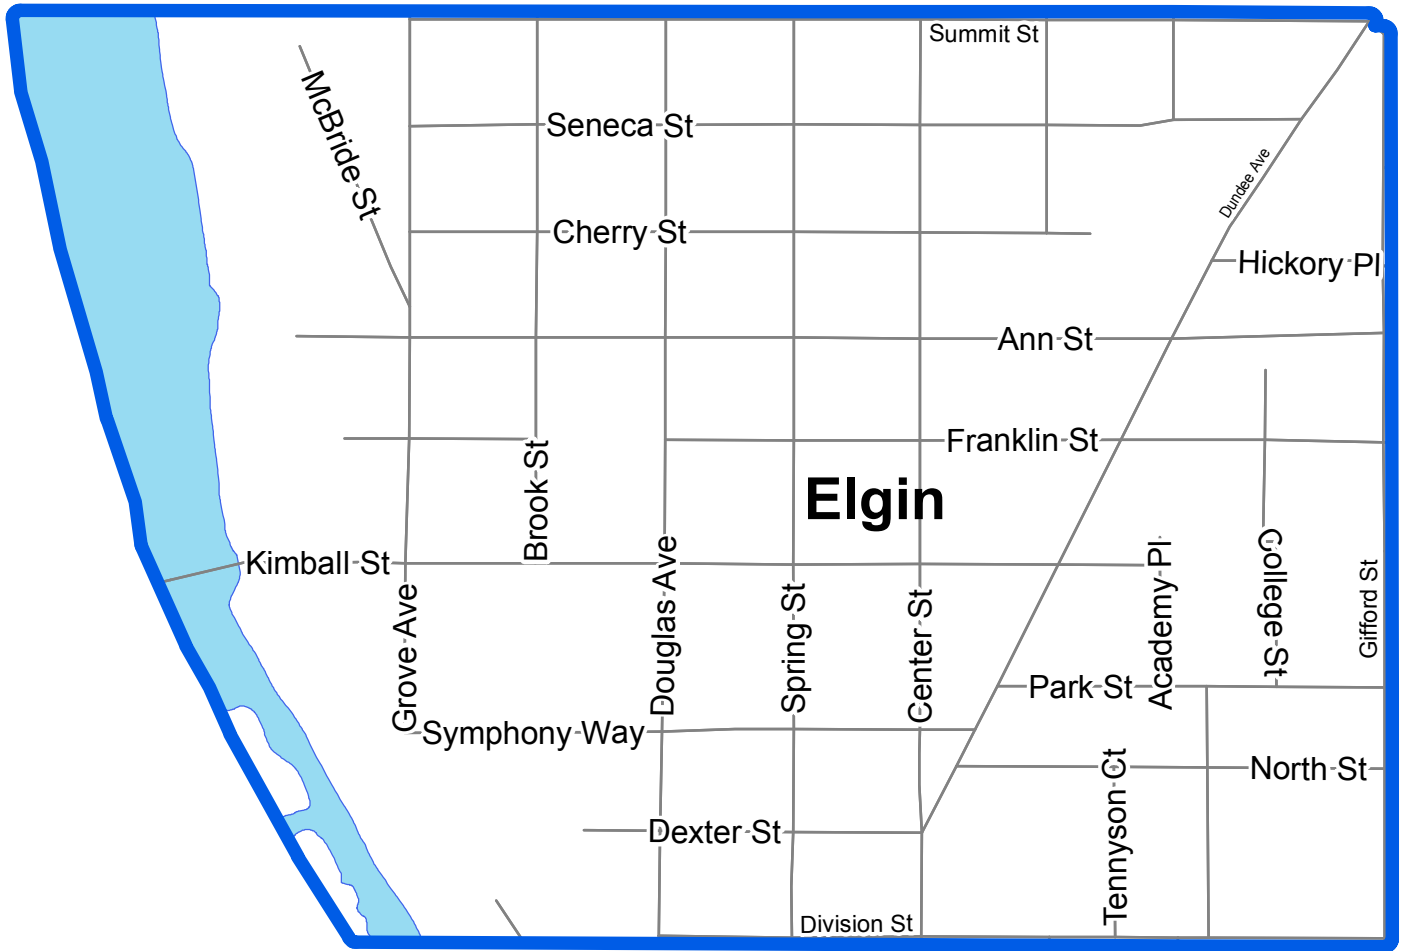 Summit St
McBride St
Seneca St
Dundee Ave
Cherry St
Hickory Pl
Ann St
Franklin St
Brook St
Elgin
Kimball St
Grove Ave
Douglas Ave
Spring St
Center St
Academy Pl
College St
Gifford St
Park St
Symphony Way
North St
Tennyson Ct
Dexter St
Division St